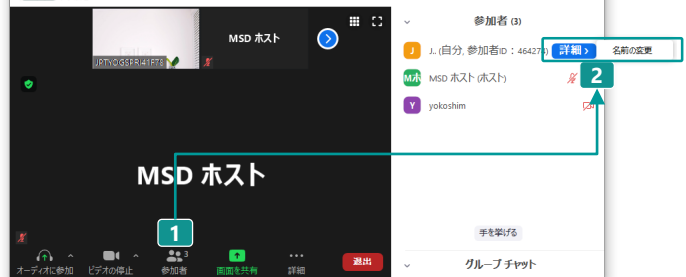 MSD ホスト
JRTYOGSPRI41FT8
MSD ホスト
1
オーディオに参加
ビデオの停止
3
参加者
画面を共有
詳細
退出
参加者 (3)
J
J.. (自分, 参加者ID：464274)
詳細 >
名前の変更
2
Mホ
MSD ホスト (ホスト)
Y
yokoshim
手を挙げる
グループ チャット